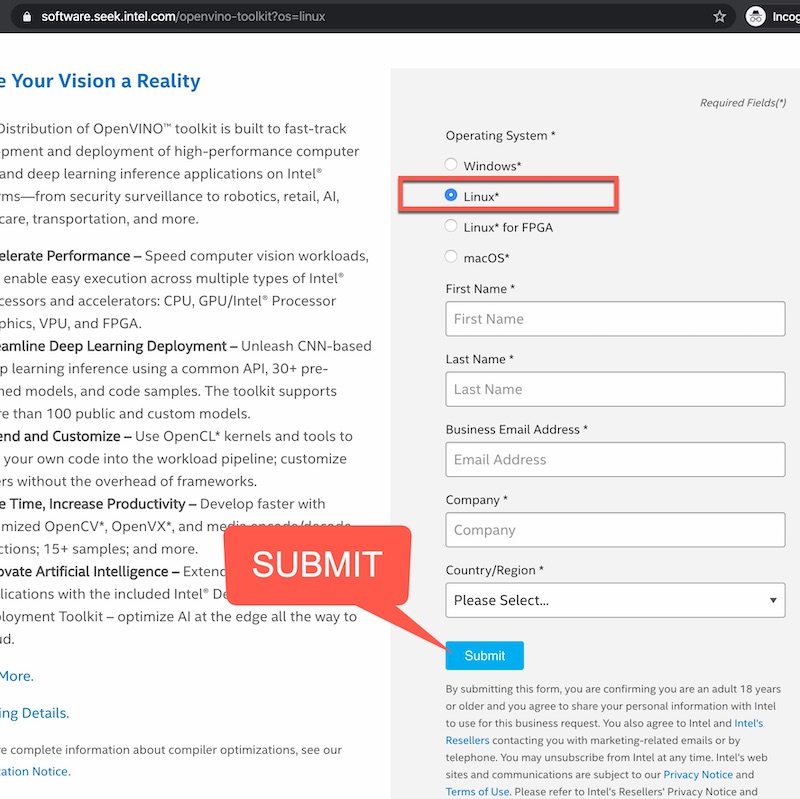 software.seek.intel.com/openvino-toolkit?os=linux
Incog
e Your Vision a Reality
Distribution of OpenVINO™ toolkit is built to fast-track
opment and deployment of high-performance computer
and deep learning inference applications on Intel®
rms—from security surveillance to robotics, retail, AI,
care, transportation, and more.
elerate Performance – Speed computer vision workloads,
enable easy execution across multiple types of Intel®
cessors and accelerators: CPU, GPU/Intel® Processor
phics, VPU, and FPGA.
eamline Deep Learning Deployment – Unleash CNN-based
p learning inference using a common API, 30+ pre-
ned models, and code samples. The toolkit supports
re than 100 public and custom models.
end and Customize – Use OpenCL* kernels and tools to
your own code into the workload pipeline; customize
rs without the overhead of frameworks.
e Time, Increase Productivity – Develop faster with
mized OpenCV*, OpenVX*, and media encode/decode
ctions; 15+ samples; and more.
ovate Artificial Intelligence – Extend
plications with the included Intel® De
loyment Toolkit – optimize AI at the edge all the way to
ud.
More.
ing Details.
re complete information about compiler optimizations, see our
zation Notice.
SUBMIT
Required Fields(*)
Operating System *
Windows*
Linux*
Linux* for FPGA
macOS*
First Name *
First Name
Last Name *
Last Name
Business Email Address *
Email Address
Company *
Company
Country/Region *
Please Select...
Submit
By submitting this form, you are confirming you are an adult 18 years
or older and you agree to share your personal information with Intel
to use for this business request. You also agree to Intel and Intel's
Resellers contacting you with marketing-related emails or by
telephone. You may unsubscribe from Intel at any time. Intel's web
sites and communications are subject to our Privacy Notice and
Terms of Use. Please refer to Intel's Resellers' Privacy Notice and